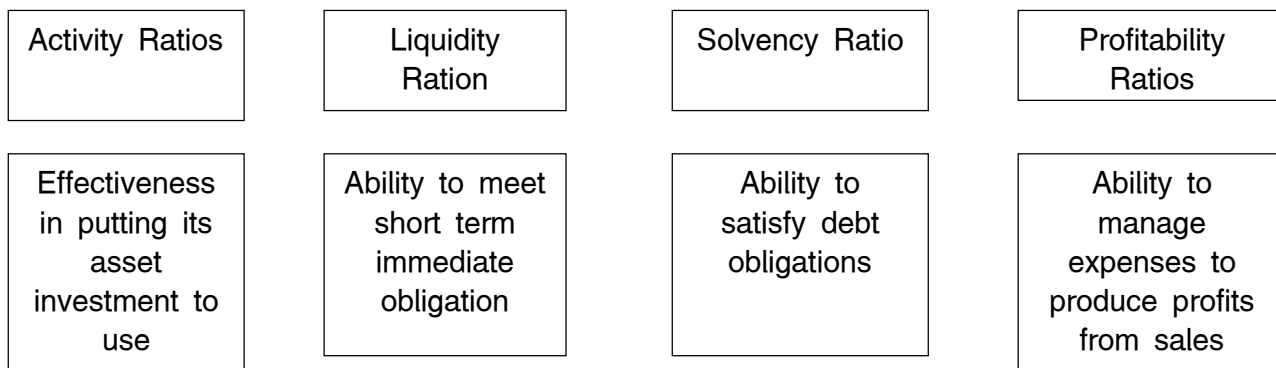 Activity Ratios
Liquidity
Ration
Solvency Ratio
Profitability
Ratios
Effectiveness
in putting its
asset
investment to
use
Ability to meet
short term
immediate
obligation
Ability to
satisfy debt
obligations
Ability to
manage
expenses to
produce profits
from sales